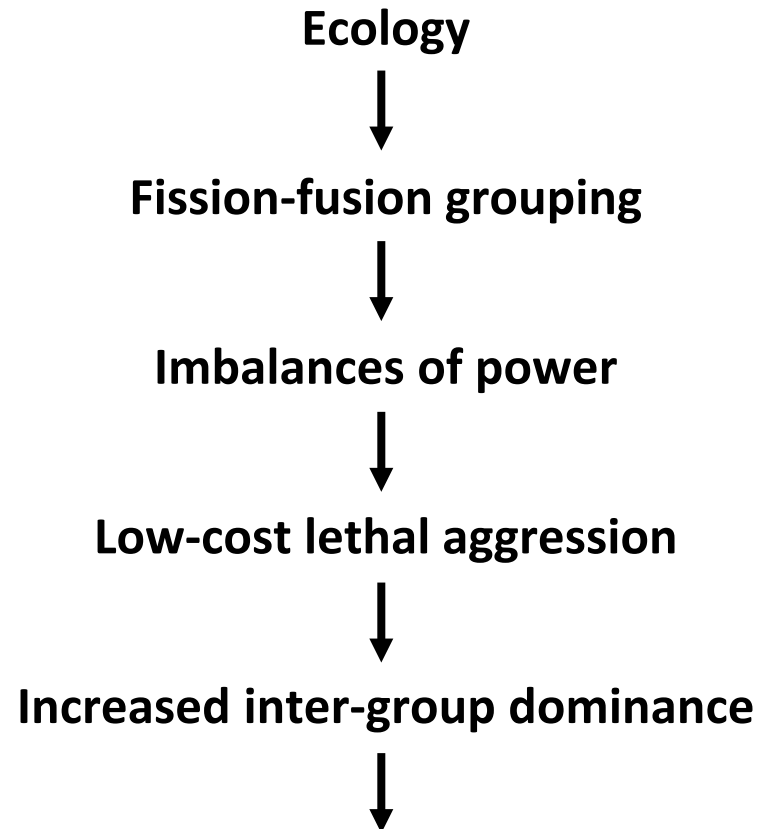 Ecology
Fission-fusion grouping
Imbalances of power
Low-cost lethal aggression
Increased inter-group dominance